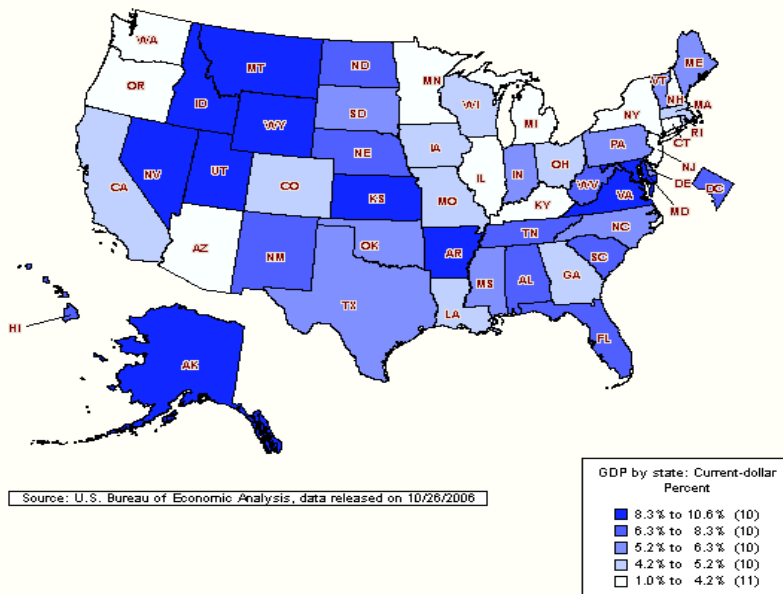 WA
MT
ND
MN
ME
VT
NH
MA
OR
ID
SD
WI
NY
MI
RI
WY
CT
IA
PA
NE
NJ
NV
UT
IL
IN
OH
DE
DC
CA
CO
WV
VA
KS
MO
KY
MD
TN
NC
AZ
NM
OK
AR
SC
MS
AL
GA
TX
LA
HI
FL
AK
GDP by state: Current-dollar
Percent
Source: U.S. Bureau of Economic Analysis, data released on 10/26/2006
8.3% to 10.6% (10)
6.3% to 8.3% (10)
5.2% to 6.3% (10)
4.2% to 5.2% (10)
1.0% to 4.2% (11)